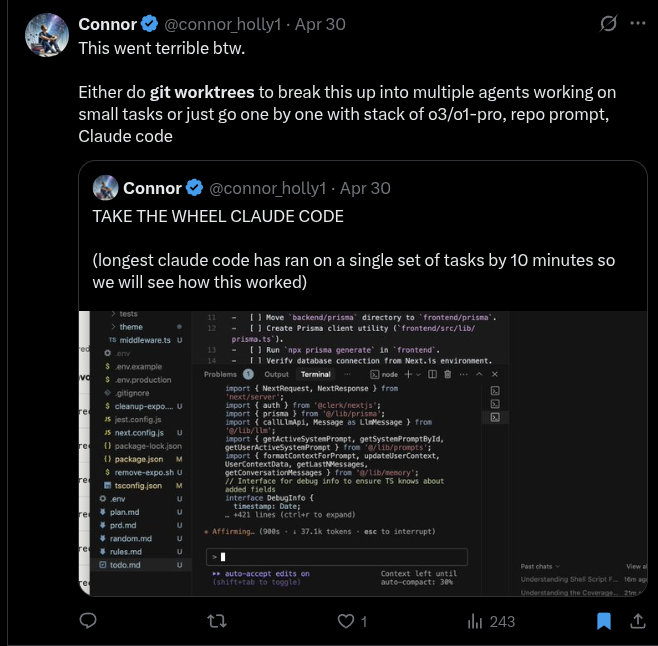 Connor @connor_holly1 · Apr 30
This went terrible btw.
Either do git worktrees to break this up into multiple agents working on
small tasks or just go one by one with stack of o3/o1-pro, repo prompt,
Claude code
Connor @connor_holly1 · Apr 30
TAKE THE WHEEL CLAUDE CODE
(longest claude code has ran on a single set of tasks by 10 minutes so
we will see how this worked)
> tests
> theme
TS middleware.ts U
.env
$ .env.example
$ .env.production
.gitignore
$ cleanup-expo.... U
JS jest.config.js
JS next.config.js U
{} package-lock.json
{} package.json M
$ remove-expo.sh U
tsconfig.json M
.env U
plan.md U
prd.md U
random.md U
rules.md U
todo.md U
11 - [ ] Move `backend/prisma` directory to `frontend/prisma`.
12 - [ ] Create Prisma client utility (`frontend/src/lib/
prisma.ts`).
13 - [ ] Run `npx prisma generate` in `frontend`.
14 - [ ] Verify database connection from Next.js environment.
Problems 1 Output Terminal ... node
import { NextRequest, NextResponse } from
'next/server';
import { auth } from '@clerk/nextjs';
import { prisma } from '@/lib/prisma';
import { callLlmApi, Message as LlmMessage } from
'@/lib/llm';
import { getActiveSystemPrompt, getSystemPromptById,
getUserActiveSystemPrompt } from '@/lib/prompts';
import { formatContextForPrompt, updateUserContext,
UserContextData, getLastNMessages,
getConversationMessages } from '@/lib/memory';
// Interface for debug info to ensure TS knows about
added fields
interface DebugInfo {
timestamp: Date;
… +421 lines (ctrl+r to expand)
Affirming… (900s · ↓ 37.1k tokens · esc to interrupt)
>
▸▸ auto-accept edits on
(shift+tab to toggle)
Context left until
auto-compact: 30%
Past chats
Understanding Shell Script F... 16m
Understanding the Coverage... 21m
1
243